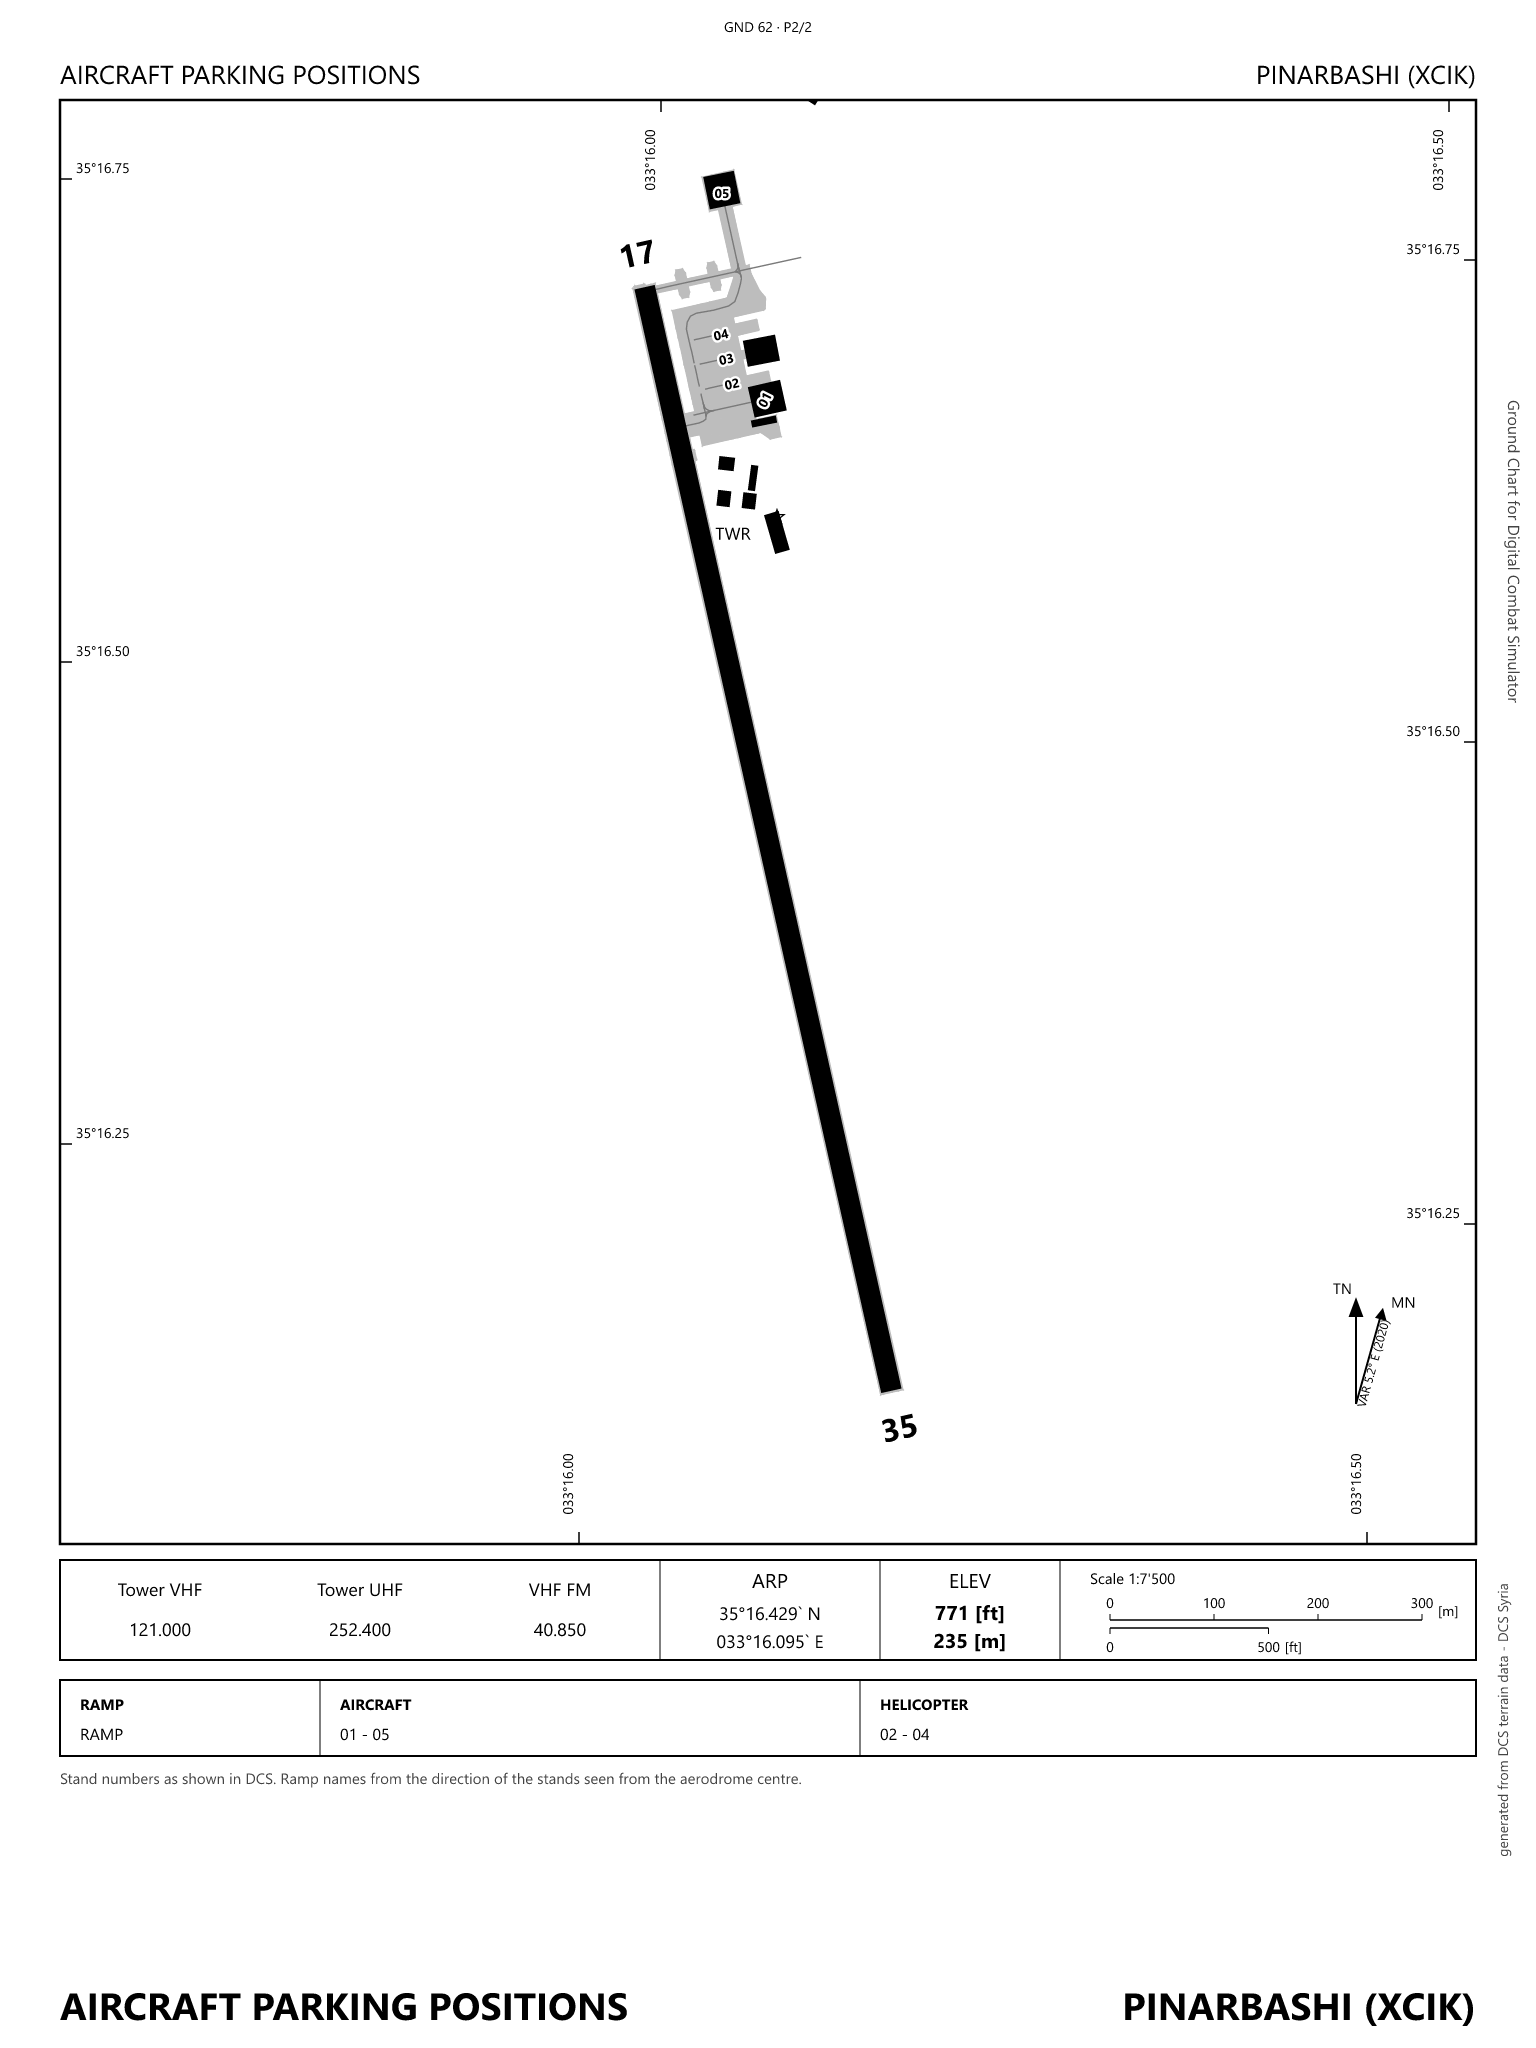 GND 62 · P2/2
AIRCRAFT PARKING POSITIONS
PINARBASHI (XCIK)
033°16.00
033°16.50
35°16.75
35°16.75
05
17
04
03
02
01
TWR
35°16.50
35°16.50
35°16.25
35°16.25
TN
MN
VAR 5.2° E (2020)
35
033°16.00
033°16.50
Ground Chart for Digital Combat Simulator
Tower VHF
121.000
Tower UHF
252.400
VHF FM
40.850
ARP
35°16.429` N
033°16.095` E
ELEV
771 [ft]
235 [m]
Scale 1:7'500
0 100 200 300 [m]
0 500 [ft]
RAMP
RAMP
AIRCRAFT
01 - 05
HELICOPTER
02 - 04
Stand numbers as shown in DCS. Ramp names from the direction of the stands seen from the aerodrome centre.
generated from DCS terrain data - DCS Syria
AIRCRAFT PARKING POSITIONS
PINARBASHI (XCIK)